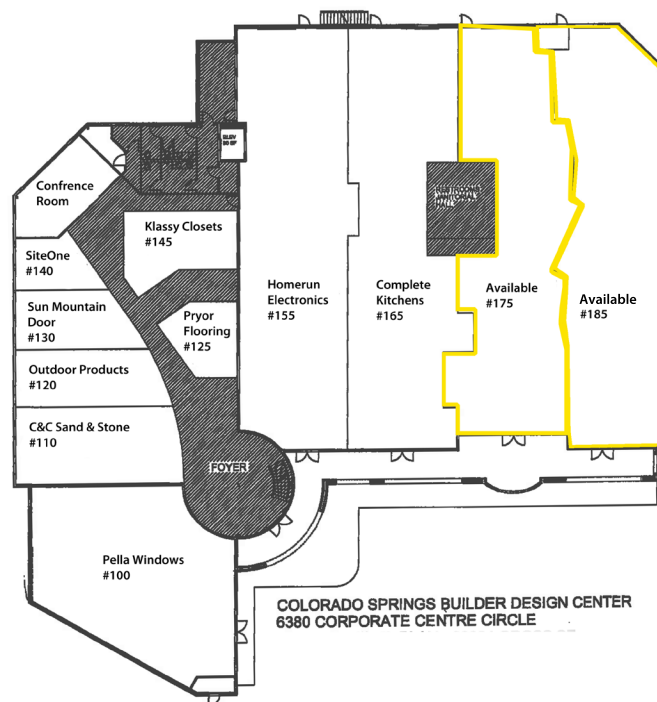 ELEV
Confrence
Room
Klassy Closets
#145
SiteOne
#140
Sun Mountain
Door
#130
Pryor
Flooring
#125
Homerun
Electronics
#155
Complete
Kitchens
#165
Available
#175
Available
#185
Outdoor Products
#120
C&C Sand & Stone
#110
FOYER
Pella Windows
#100
COLORADO SPRINGS BUILDER DESIGN CENTER
6380 CORPORATE CENTRE CIRCLE